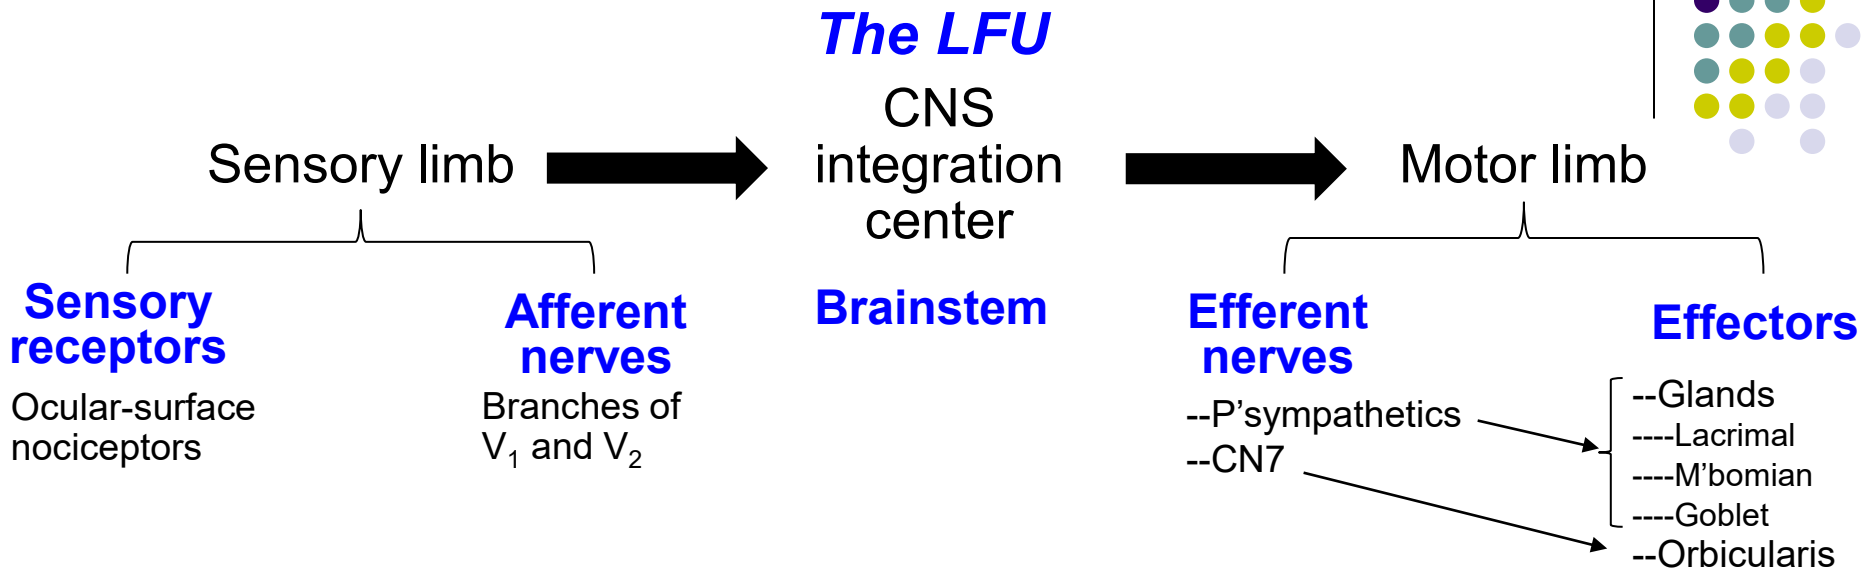 The LFU
Sensory limb
CNS
integration
center
Motor limb
Sensory
receptors
Ocular-surface
nociceptors
Afferent
nerves
Branches of
V₁ and V₂
Brainstem
Efferent
nerves
--P'sympathetics
--CN7
Effectors
--Glands
----Lacrimal
----M'bomian
----Goblet
--Orbicularis